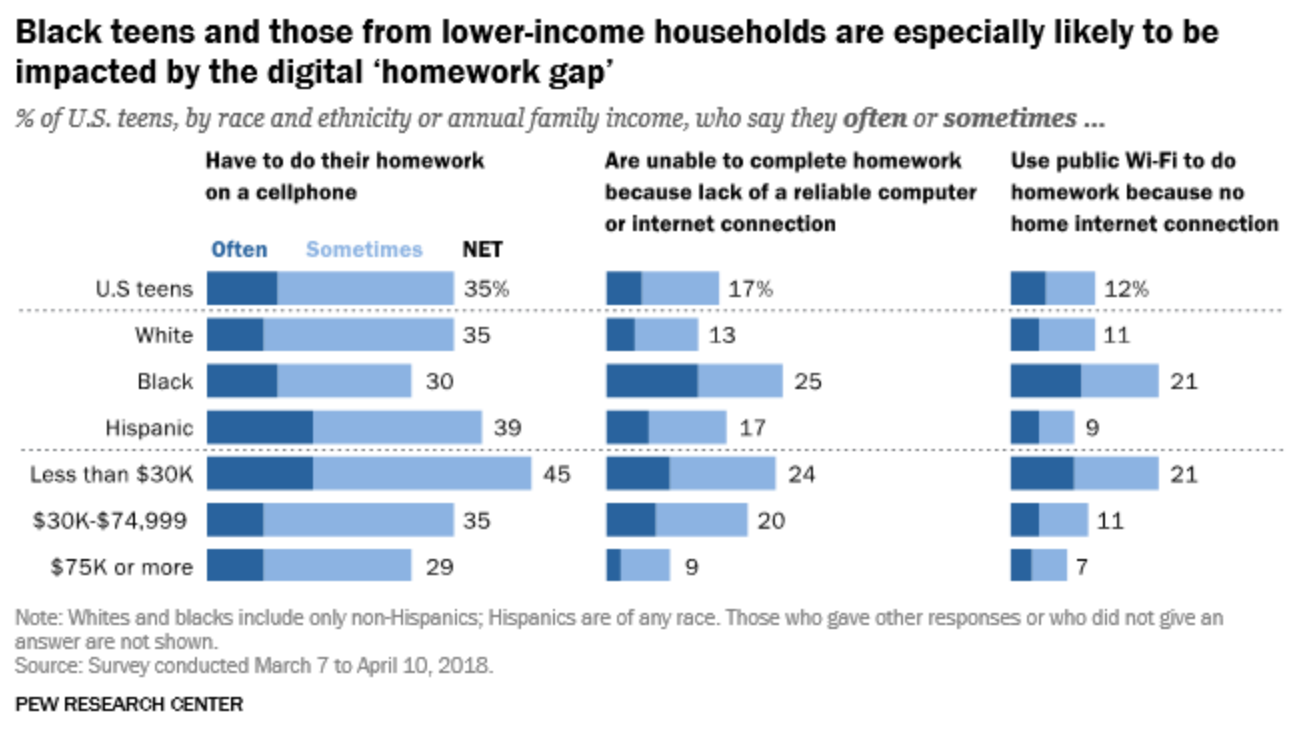 Black teens and those from lower-income households are especially likely to be
impacted by the digital ‘homework gap’
% of U.S. teens, by race and ethnicity or annual family income, who say they often or sometimes ...
Have to do their homework
on a cellphone
Are unable to complete homework
because lack of a reliable computer
or internet connection
Use public Wi-Fi to do
homework because no
home internet connection
Often Sometimes NET
U.S teens 35% 17% 12%
White 35 13 11
Black 30 25 21
Hispanic 39 17 9
Less than $30K 45 24 21
$30K-$74,999 35 20 11
$75K or more 29 9 7
Note: Whites and blacks include only non-Hispanics; Hispanics are of any race. Those who gave other responses or who did not give an
answer are not shown.
Source: Survey conducted March 7 to April 10, 2018.
PEW RESEARCH CENTER